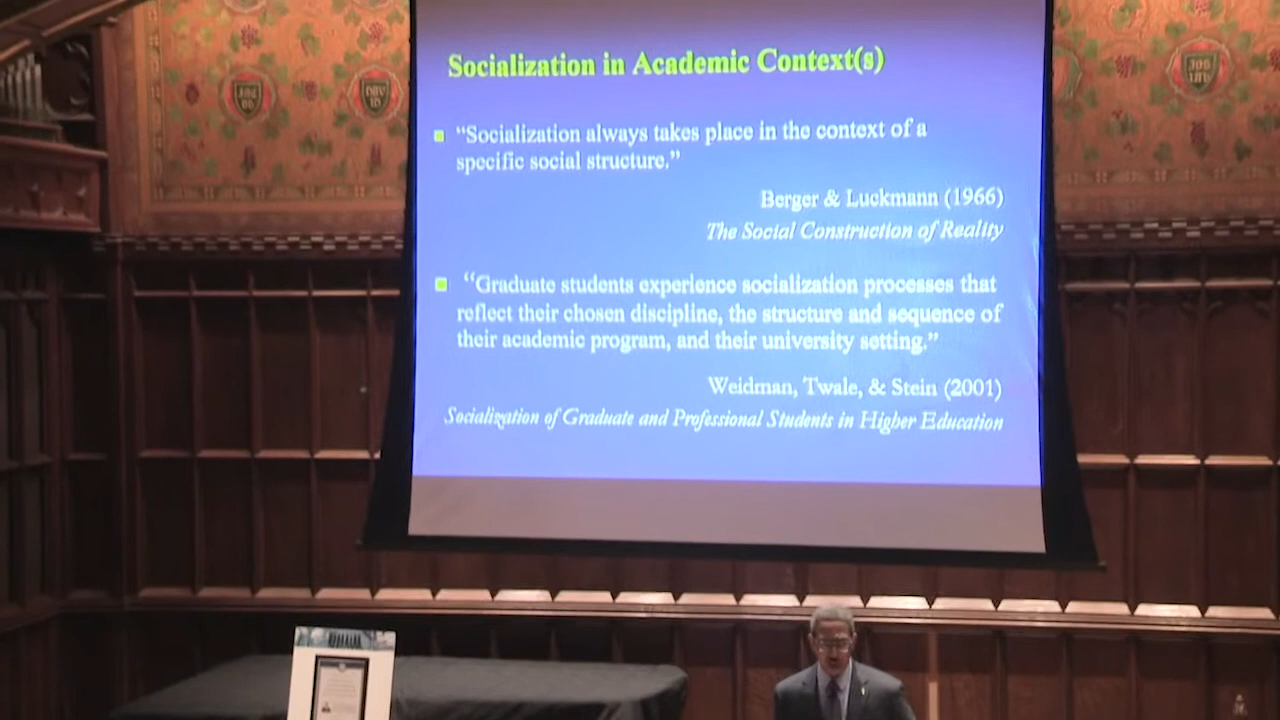 Socialization in Academic Context(s)
“Socialization always takes place in the context of a
specific social structure.”
Berger & Luckmann (1966)
The Social Construction of Reality
“Graduate students experience socialization processes that
reflect their chosen discipline, the structure and sequence of
their academic program, and their university setting.”
Weidman, Twale, & Stein (2001)
Socialization of Graduate and Professional Students in Higher Education